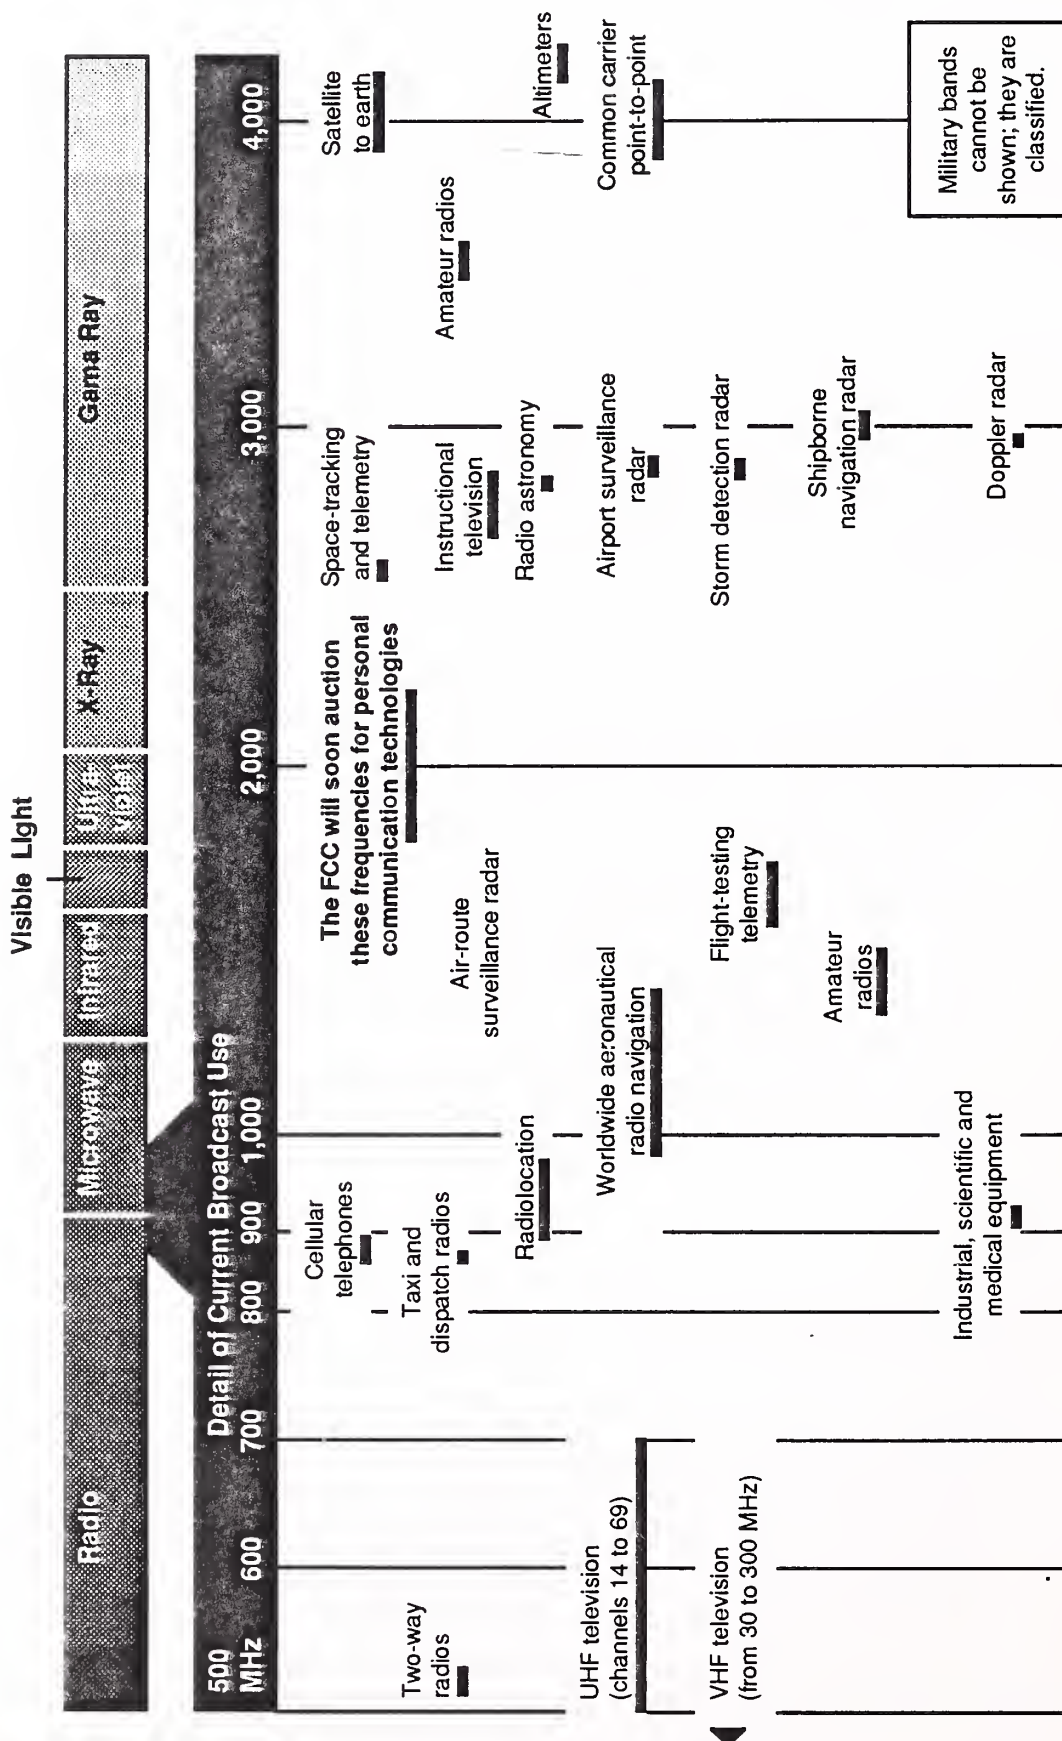 Visible Light
Radio
Microwave
Infrared
Ultra
violet
X-Ray
Gama Ray
Detail of Current Broadcast Use
500
MHz
600
700
800
900
1,000
2,000
3,000
4,000
Two-way
radios
UHF television
(channels 14 to 69)
VHF television
(from 30 to 300 MHz)
Cellular
telephones
Taxi and
dispatch radios
Radiolocation
Worldwide aeronautical
radio navigation
Industrial, scientific and
medical equipment
The FCC will soon auction
these frequencies for personal
communication technologies
Air-route
surveillance radar
Flight-testing
telemetry
Amateur
radios
Space-tracking
and telemetry
Instructional
television
Radio astronomy
Airport surveillance
radar
Storm detection radar
Shipborne
navigation radar
Doppler radar
Satellite
to earth
Amateur radios
Altimeters
Common carrier
point-to-point
Military bands
cannot be
shown; they are
classified.